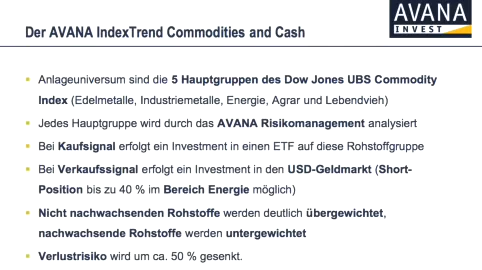 Der AVANA IndexTrend Commodities and Cash
AVANA
INVEST
Anlageuniversum sind die 5 Hauptgruppen des Dow Jones UBS Commodity
Index (Edelmetalle, Industriemetalle, Energie, Agrar und Lebendvieh)
Jedes Hauptgruppe wird durch das AVANA Risikomanagement analysiert
Bei Kaufsignal erfolgt ein Investment in einen ETF auf diese Rohstoffgruppe
Bei Verkaufssignal erfolgt ein Investment in den USD-Geldmarkt (Short-
Position bis zu 40 % im Bereich Energie möglich)
Nicht nachwachsenden Rohstoffe werden deutlich übergewichtet,
nachwachsende Rohstoffe werden untergewichtet
Verlustrisiko wird um ca. 50 % gesenkt.